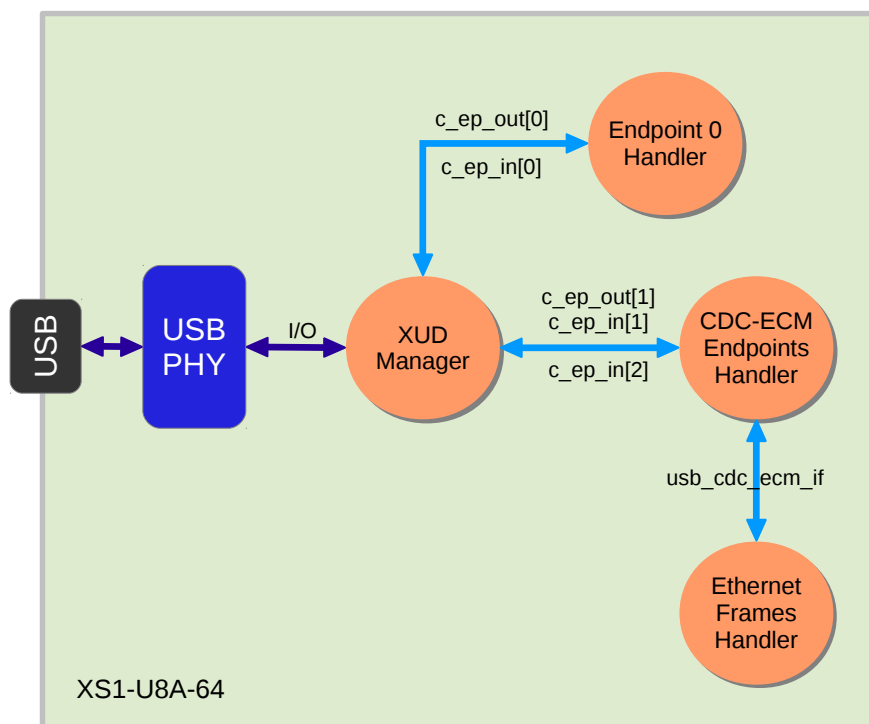 c_ep_out[0]
c_ep_in[0]
Endpoint 0
Handler
USB
USB
PHY
I/O
XUD
Manager
c_ep_out[1]
c_ep_in[1]
c_ep_in[2]
CDC-ECM
Endpoints
Handler
usb_cdc_ecm_if
Ethernet
Frames
Handler
XS1-U8A-64